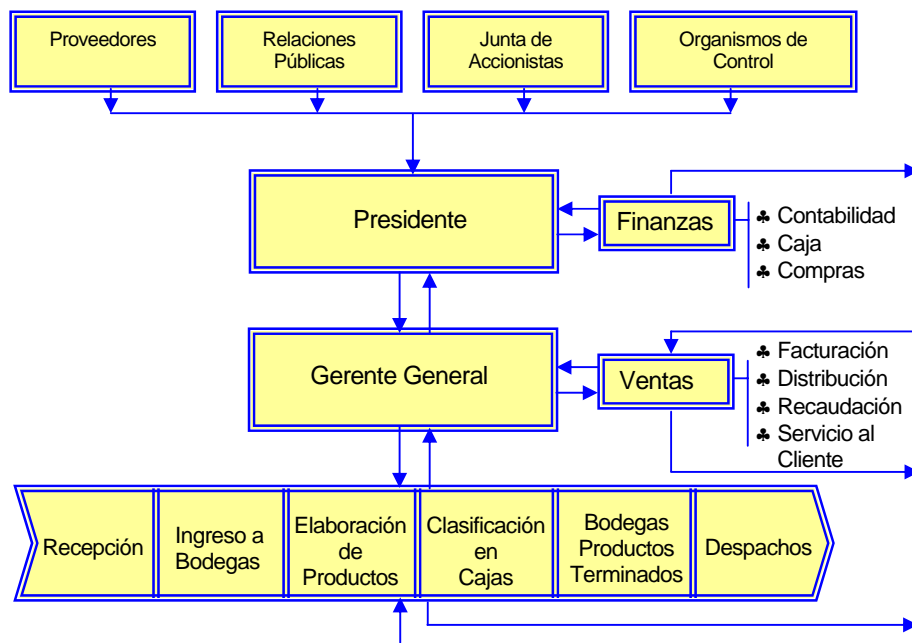 Proveedores
Relaciones
Públicas
Junta de
Accionistas
Organismos de
Control
Presidente
Finanzas
♣ Contabilidad
♣ Caja
♣ Compras
Gerente General
Ventas
♣ Facturación
♣ Distribución
♣ Recaudación
♣ Servicio al
Cliente
Recepción
Ingreso a
Bodegas
Elaboración
de
Productos
Clasificación
en
Cajas
Bodegas
Productos
Terminados
Despachos